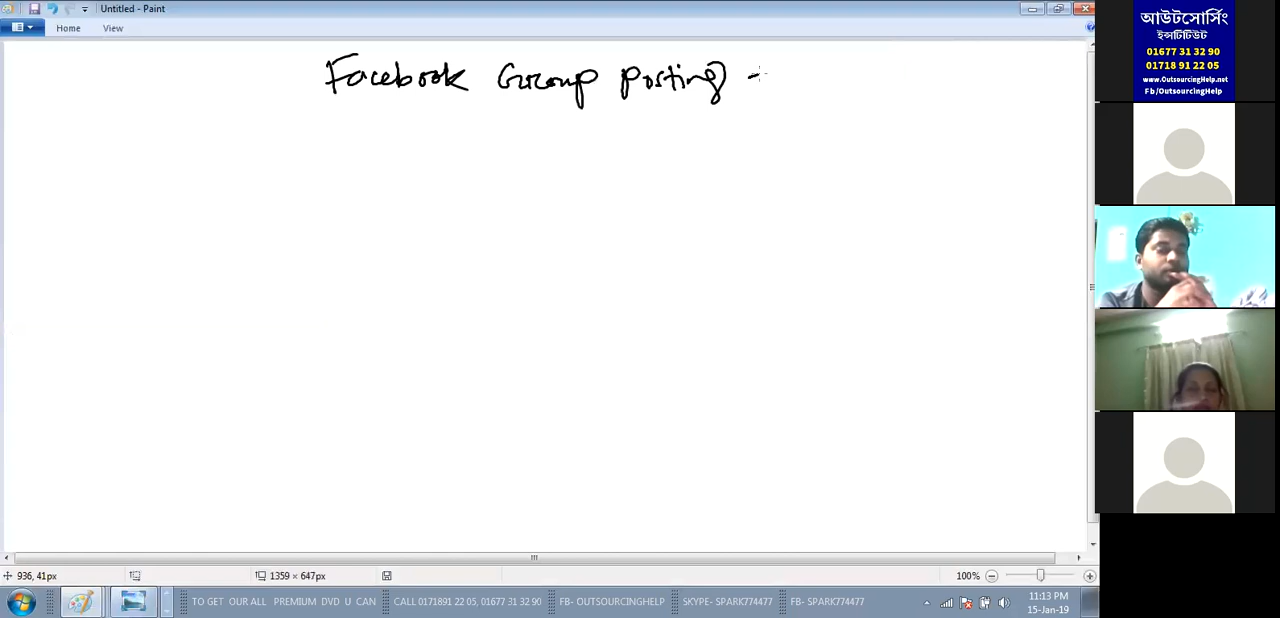 Untitled - Paint
Home View
Facebook Group posting -
আউটসোর্সিং
ইন্সটিটিউট
01677 31 32 90
01718 91 22 05
www.OutsourcingHelp.net
Fb/OutsourcingHelp
936, 41px 1359 × 647px 100%
TO GET OUR ALL PREMIUM DVD U CAN CALL 0171891 22 05, 01677 31 32 90 FB- OUTSOURCINGHELP SKYPE- SPARK774477 FB- SPARK774477
11:13 PM
15-Jan-19